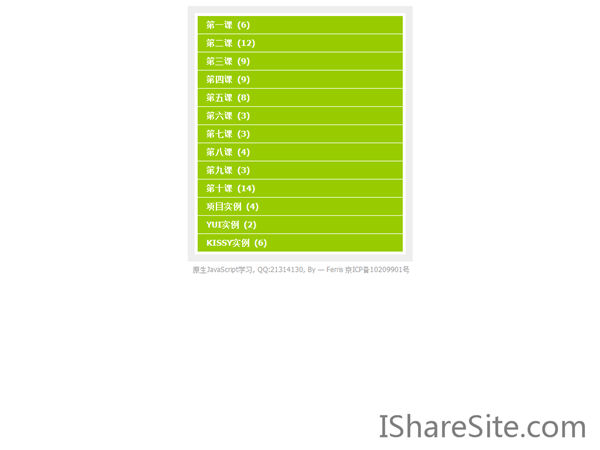 第一课 (6)
第二课 (12)
第三课 (9)
第四课 (9)
第五课 (8)
第六课 (3)
第七课 (3)
第八课 (4)
第九课 (3)
第十课 (14)
项目实例 (4)
YUI实例 (2)
KISSY实例 (6)
原生JavaScript学习, QQ:21314130, By — Ferris 京ICP备10209901号
IShareSite.com